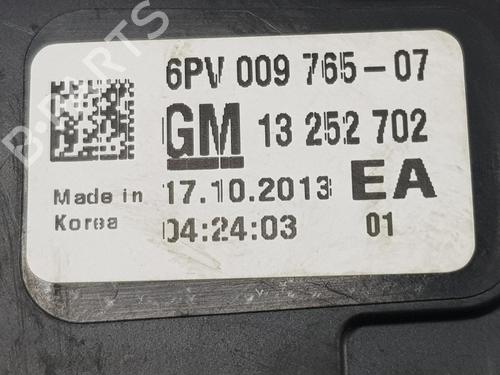 6PV 009 765-07
GM 13 252 702
Made in 17.10.2013 EA
Korea 04:24:03 01
B-PARTS